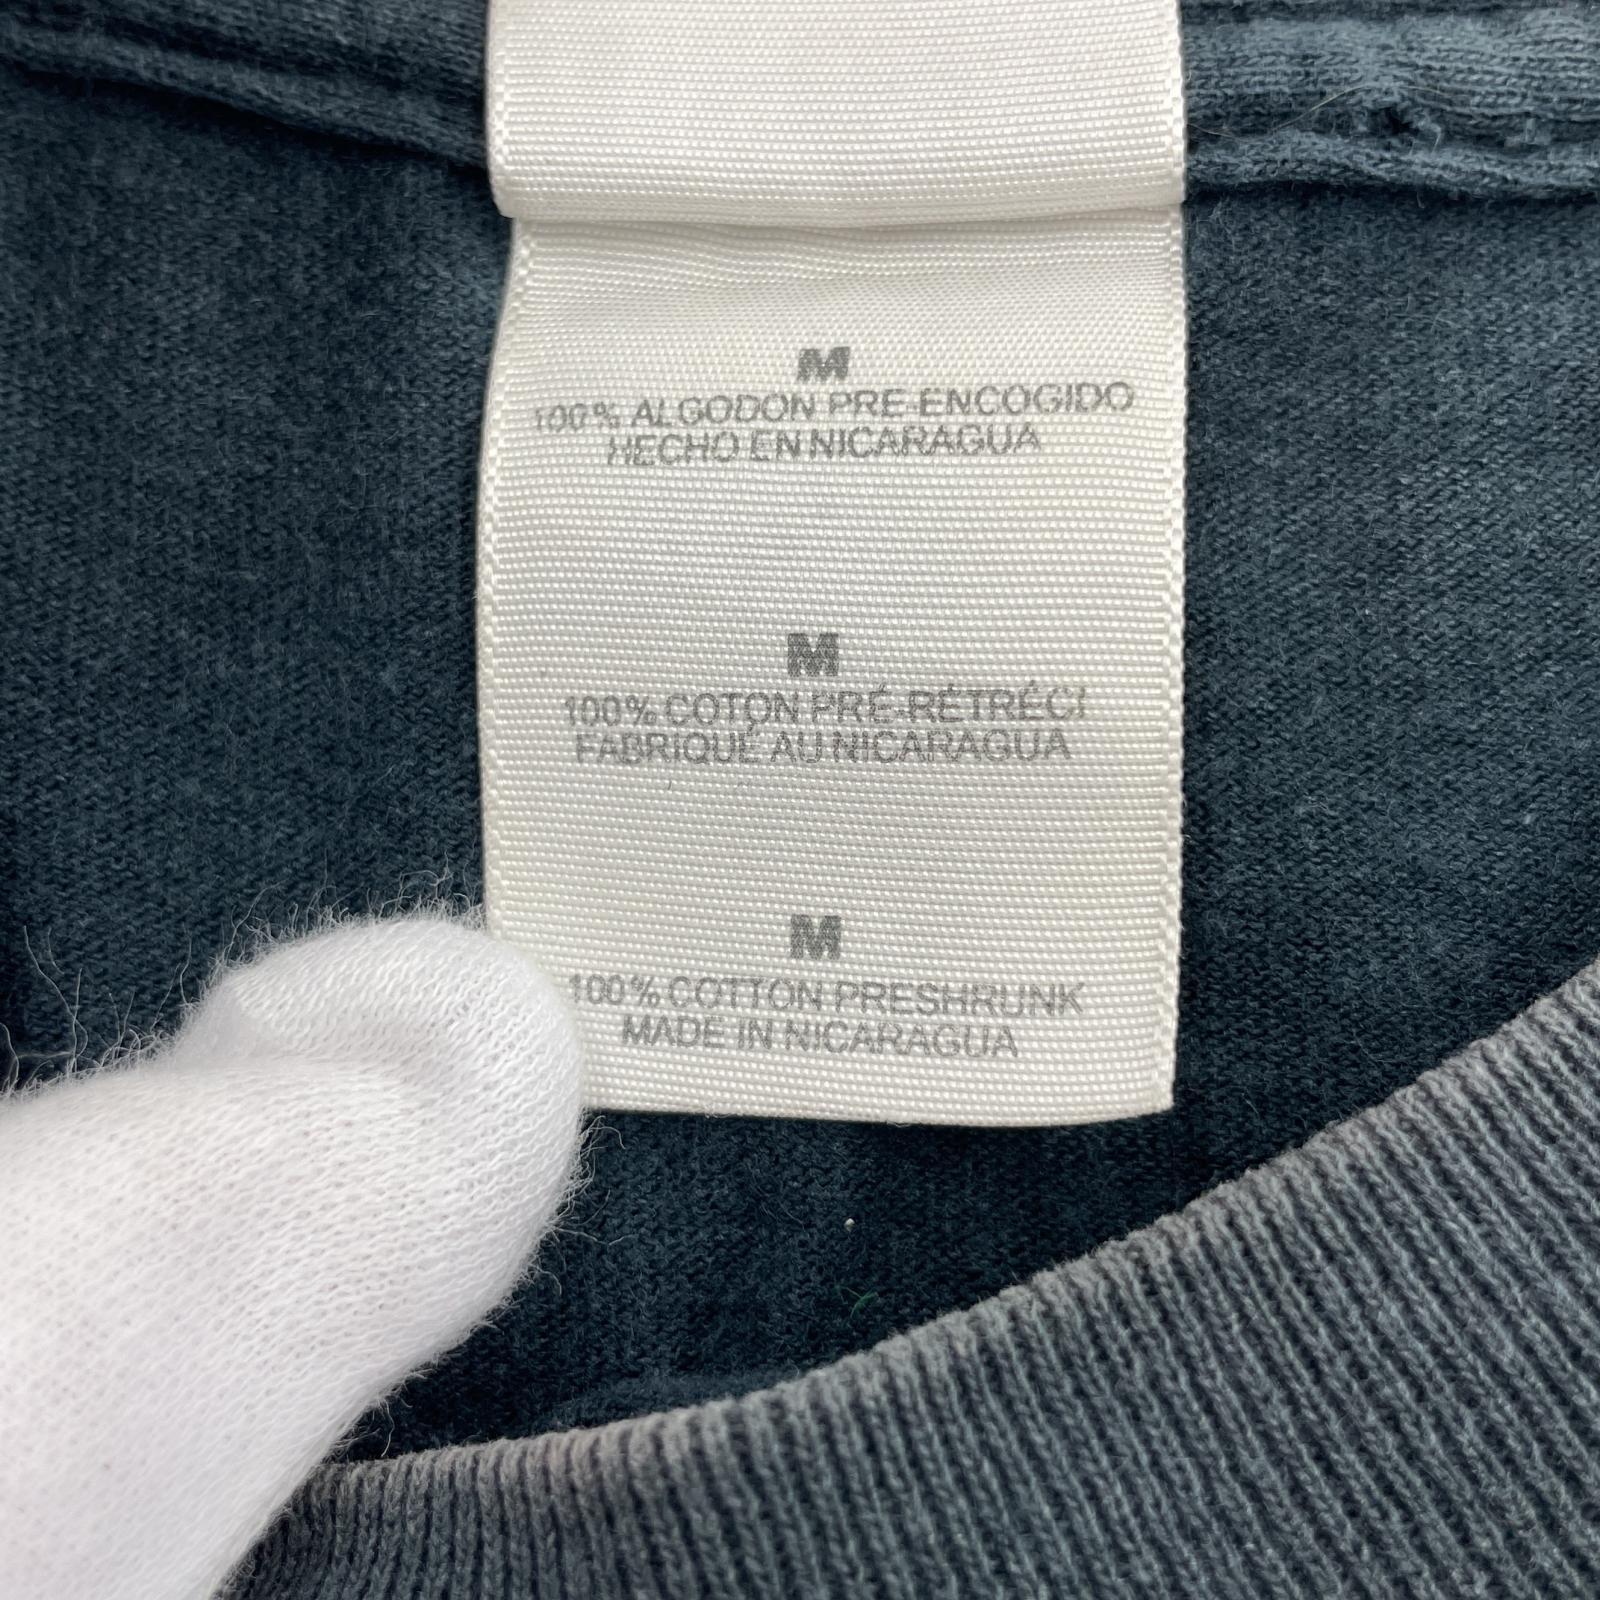 M
100% ALGODON PRE-ENCOGIDO
HECHO EN NICARAGUA
M
100% COTON PRÉ-RÉTRÉCI
FABRIQUÉ AU NICARAGUA
M
100% COTTON PRESHRUNK
MADE IN NICARAGUA